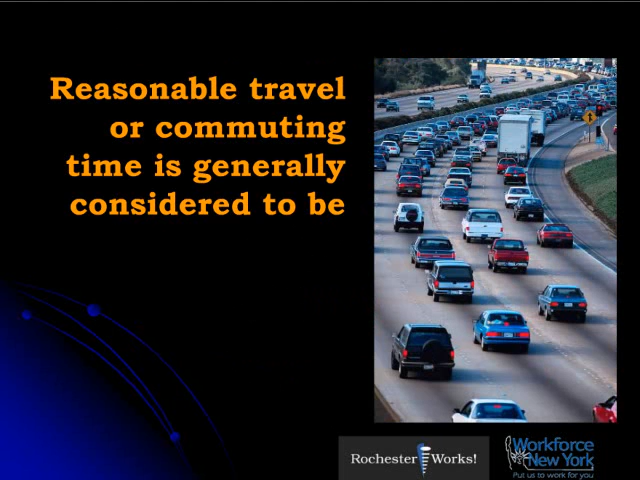 Reasonable travel
or commuting
time is generally
considered to be
Rochester Works!
Workforce
New York
Put us to work for you